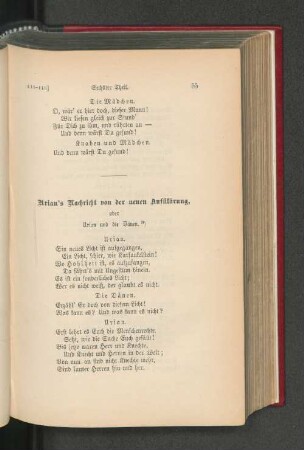 Sechster Theil. 55
Die Mädchen.
O, wär' er hier doch, dieser Mann!
Wir liefen gleich zur Stund'
Für Dich zu ihm, und riefen an —
Und dann wärst Du gesund!
Knaben und Mädchen.
Und dann wärst Du gesund!
Urian's Nachricht von der neuen Aufklärung,
oder
Urian und die Dänen.
Urian.
Ein neues Licht ist aufgegangen,
Ein Licht, schier, wie Karfunkelstein!
Wo Hohlheit ist, es aufzufangen,
Da fährt's mit Ungestüm hinein.
Es ist ein sonderliches Licht;
Wer es nicht weiß, der glaubt es nicht.
Die Dänen.
Erzähl' Er doch von diesem Licht!
Was kann es? Und was kann es nicht?
Urian.
Erst lehrt es Euch die Menschenrechte.
Seht, wie die Sache Euch gefällt!
Bis jetzo waren Herr und Knechte,
Und Knecht und Herren in der Welt;
Von nun an sind nicht Knechte mehr,
Sind lauter Herren hin und her.